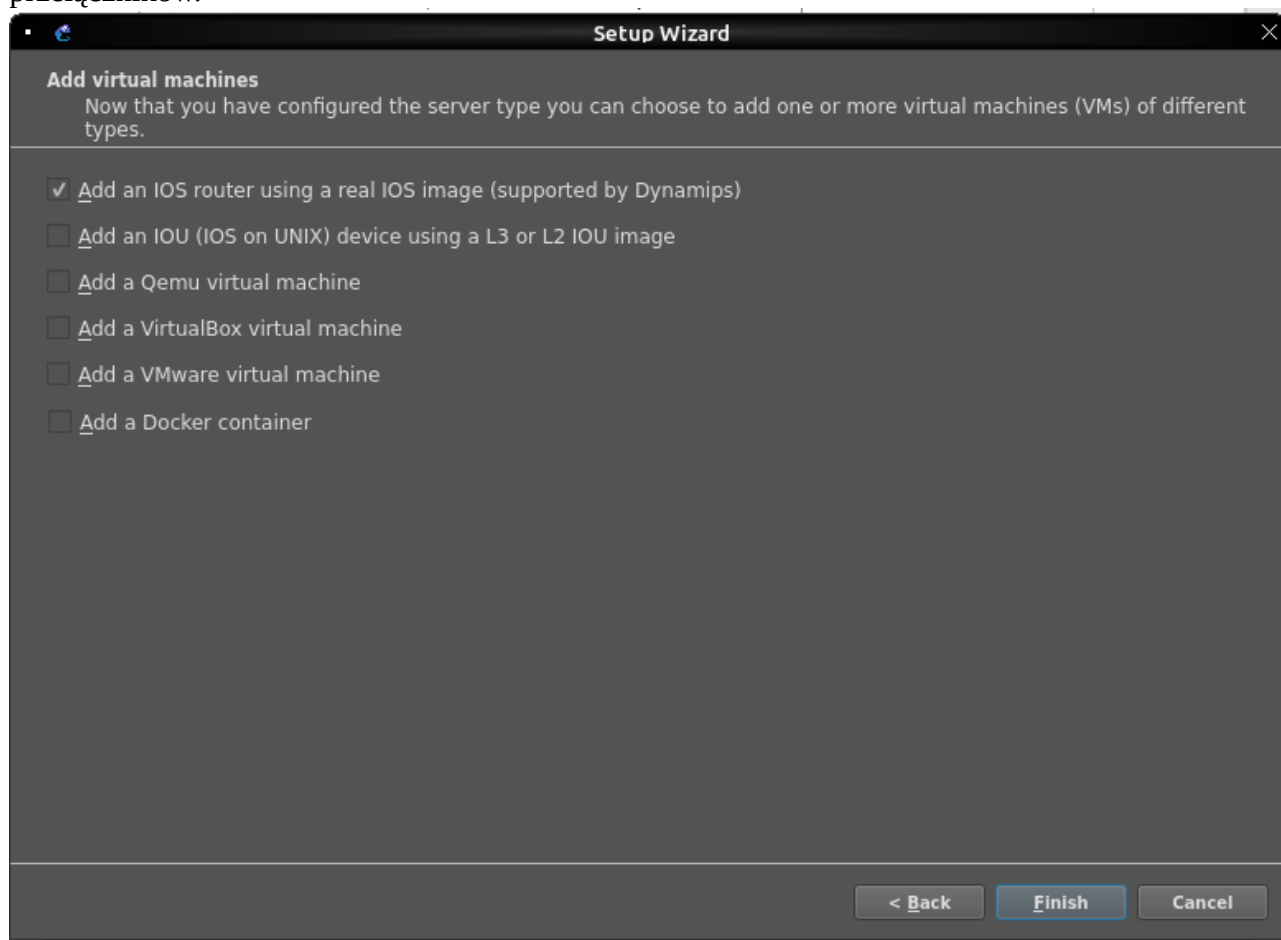 przełączników.
Setup Wizard
Add virtual machines
Now that you have configured the server type you can choose to add one or more virtual machines (VMs) of different
types.
Add an IOS router using a real IOS image (supported by Dynamips)
Add an IOU (IOS on UNIX) device using a L3 or L2 IOU image
Add a Qemu virtual machine
Add a VirtualBox virtual machine
Add a VMware virtual machine
Add a Docker container
< Back Finish Cancel